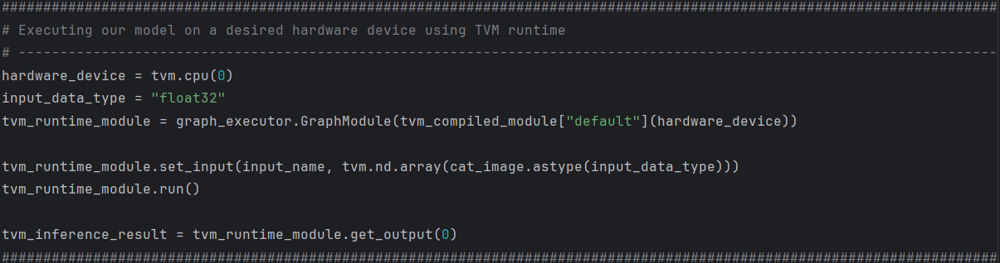 ########################################################################################################################
# Executing our model on a desired hardware device using TVM runtime
# ----------------------------------------------------------------------------------------------------------------------
hardware_device = tvm.cpu(0)
input_data_type = "float32"
tvm_runtime_module = graph_executor.GraphModule(tvm_compiled_module["default"](hardware_device))
tvm_runtime_module.set_input(input_name, tvm.nd.array(cat_image.astype(input_data_type)))
tvm_runtime_module.run()
tvm_inference_result = tvm_runtime_module.get_output(0)
########################################################################################################################